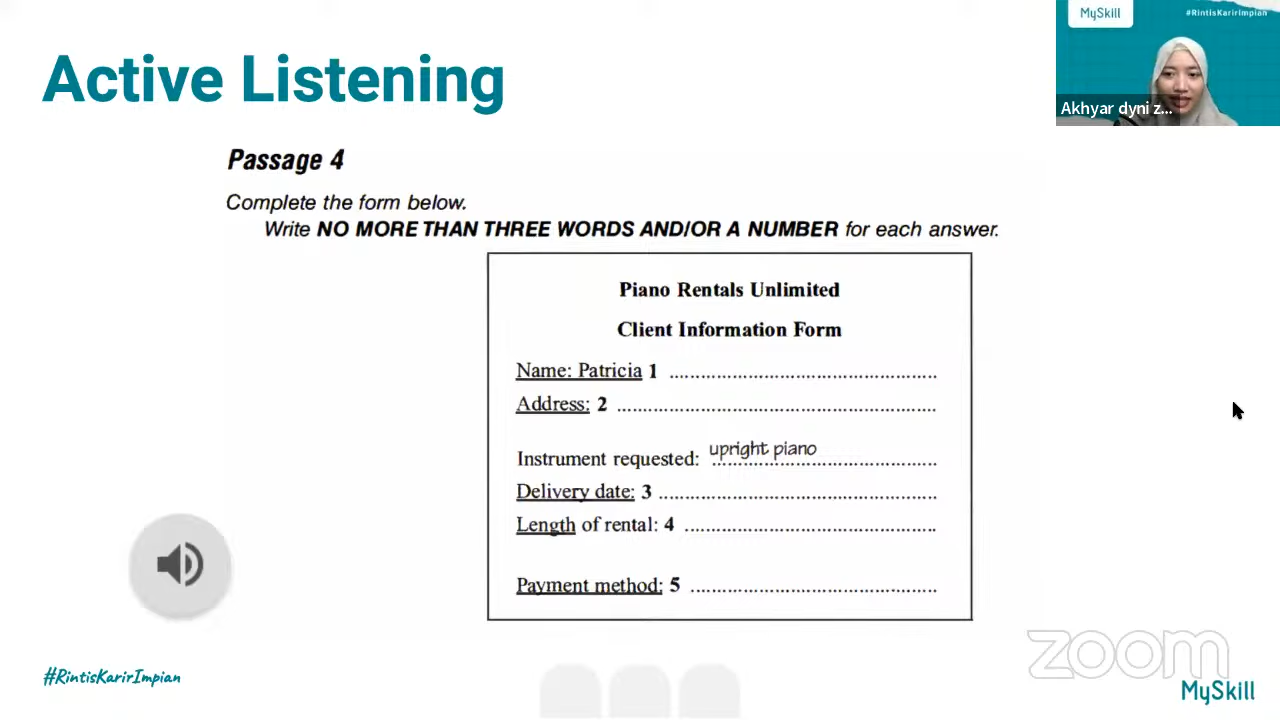 MySkill
#RintisKarirImpian
Akhyar dyni z...
Active Listening
Passage 4
Complete the form below.
Write NO MORE THAN THREE WORDS AND/OR A NUMBER for each answer.
Piano Rentals Unlimited
Client Information Form
Name: Patricia 1 ....................................................
Address: 2 ..............................................................
Instrument requested: upright piano
Delivery date: 3 ......................................................
Length of rental: 4 .................................................
Payment method: 5 ................................................
#RintisKarirImpian
zoom
MySkill